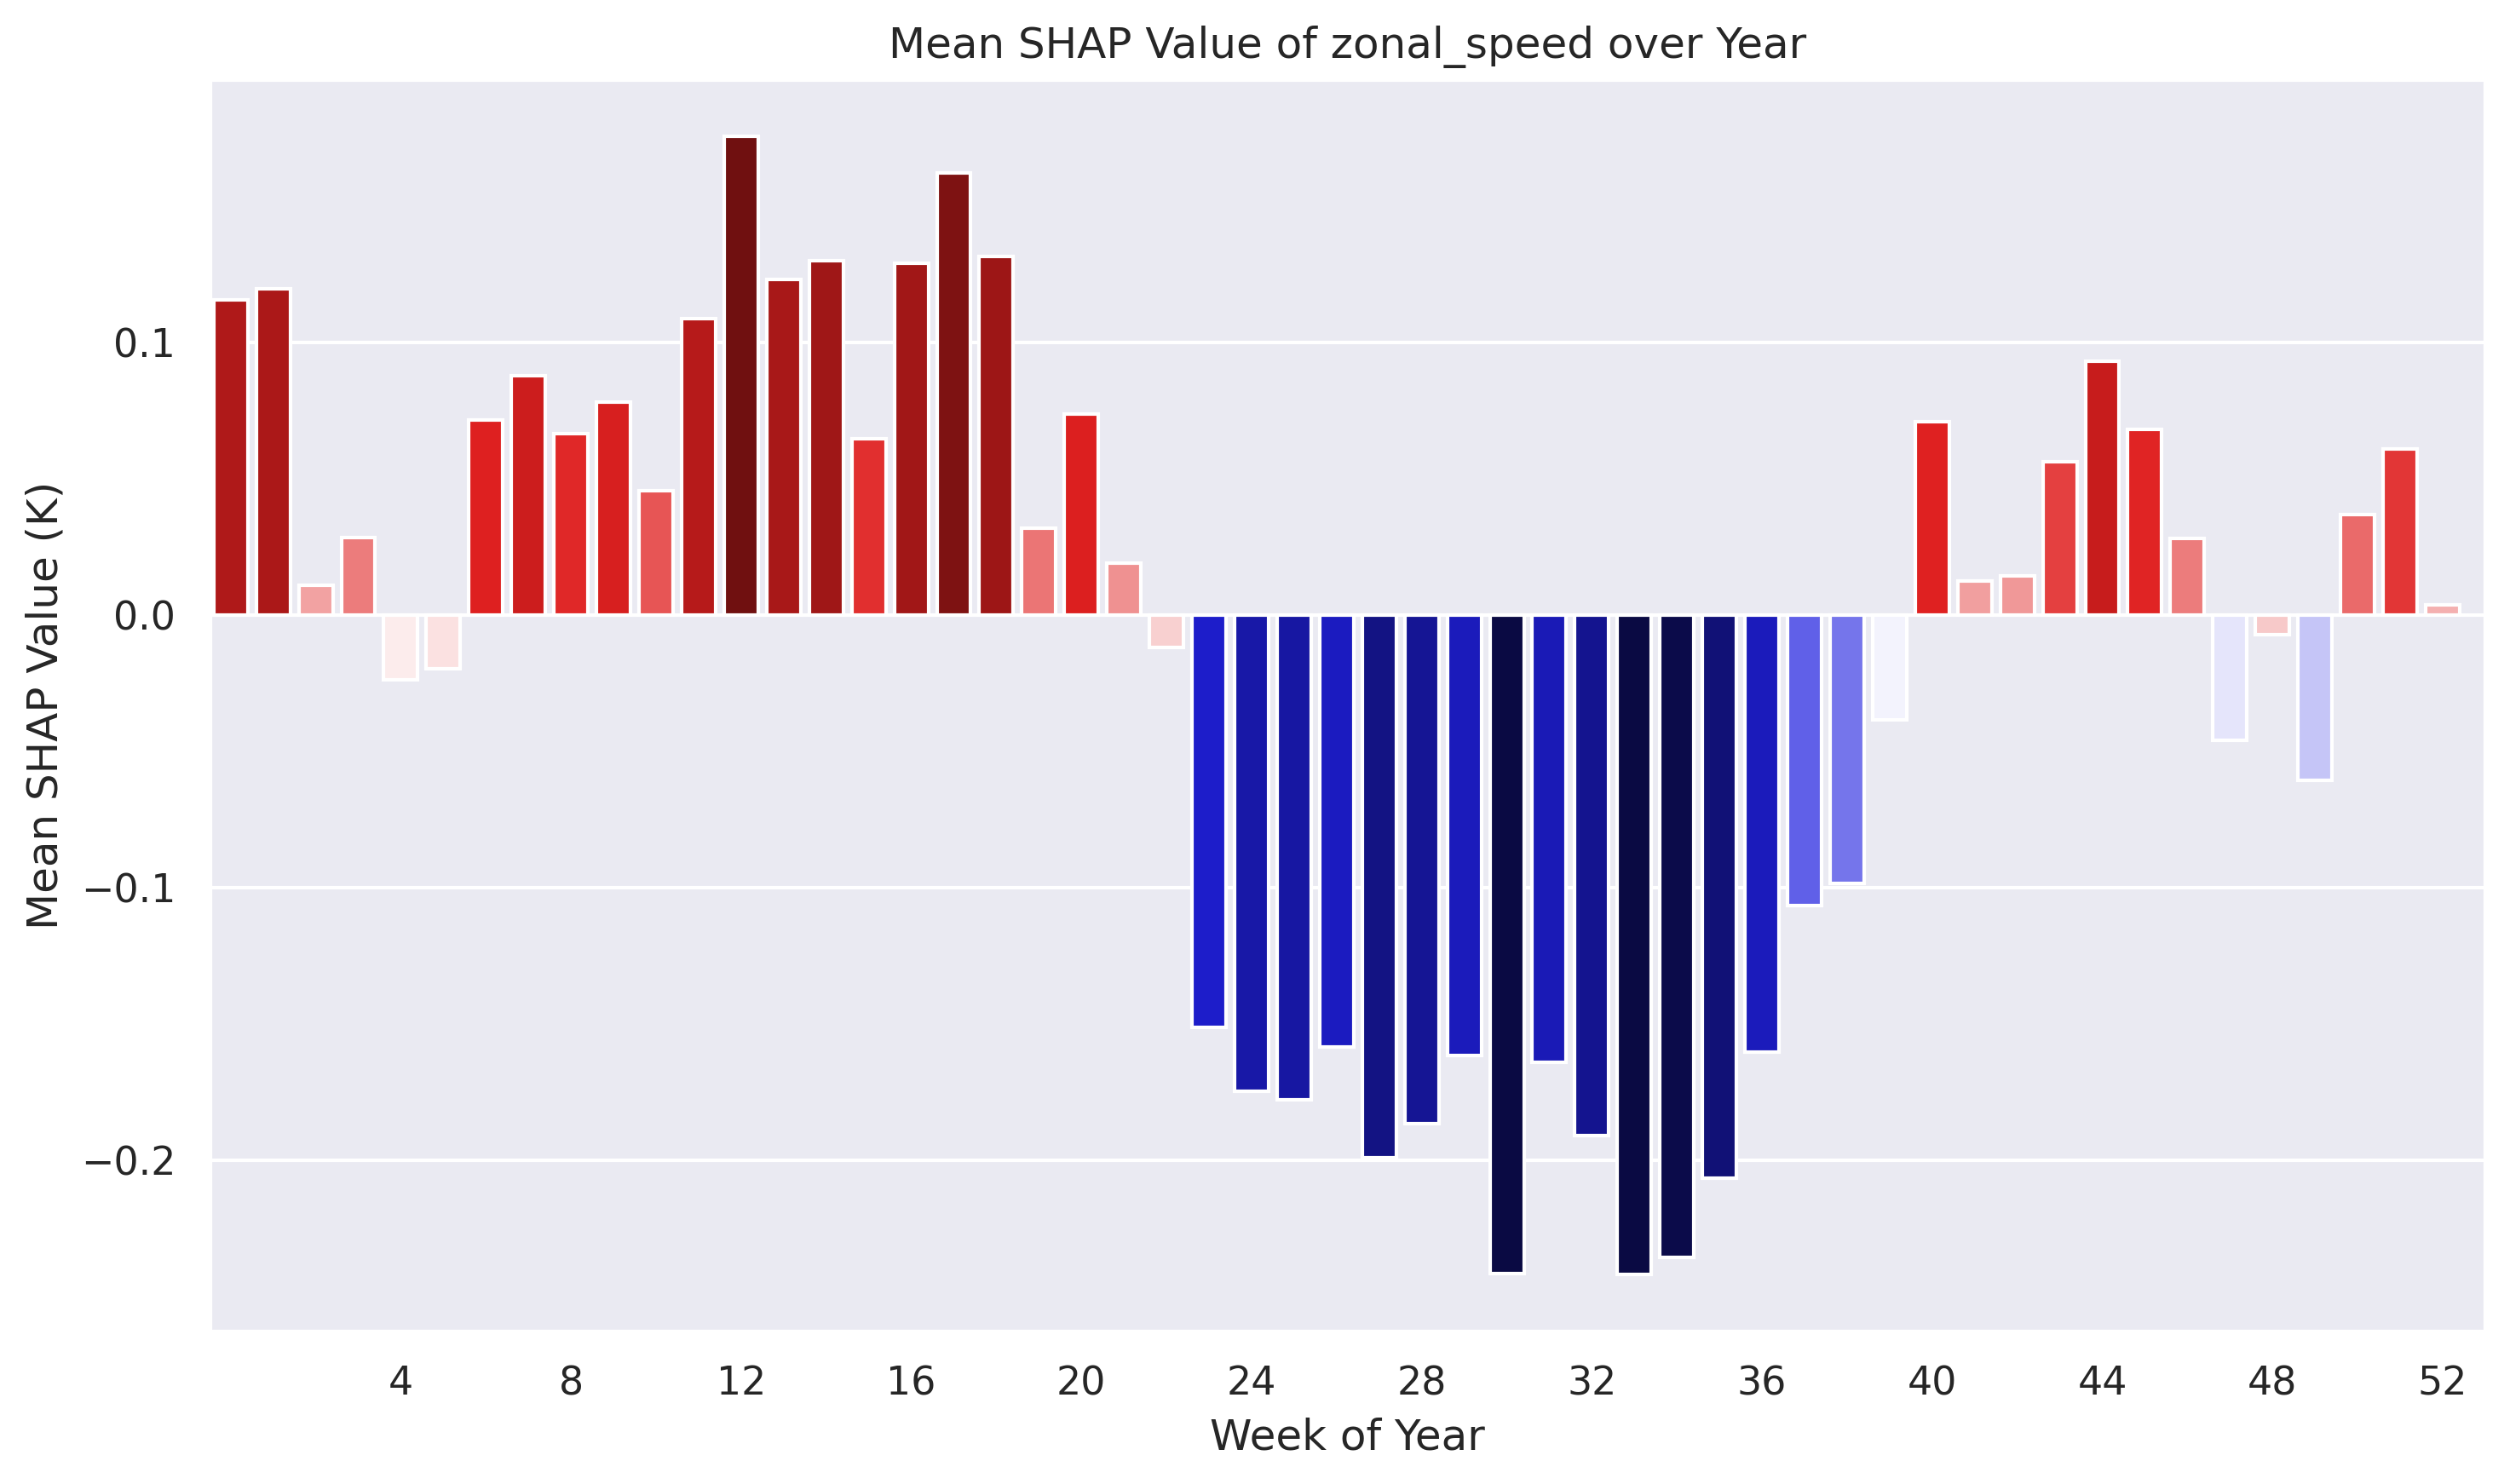 Mean SHAP Value of zonal_speed over Year
Mean SHAP Value (K)
0.1
0.0
−0.1
−0.2
4 8 12 16 20 24 28 32 36 40 44 48 52
Week of Year